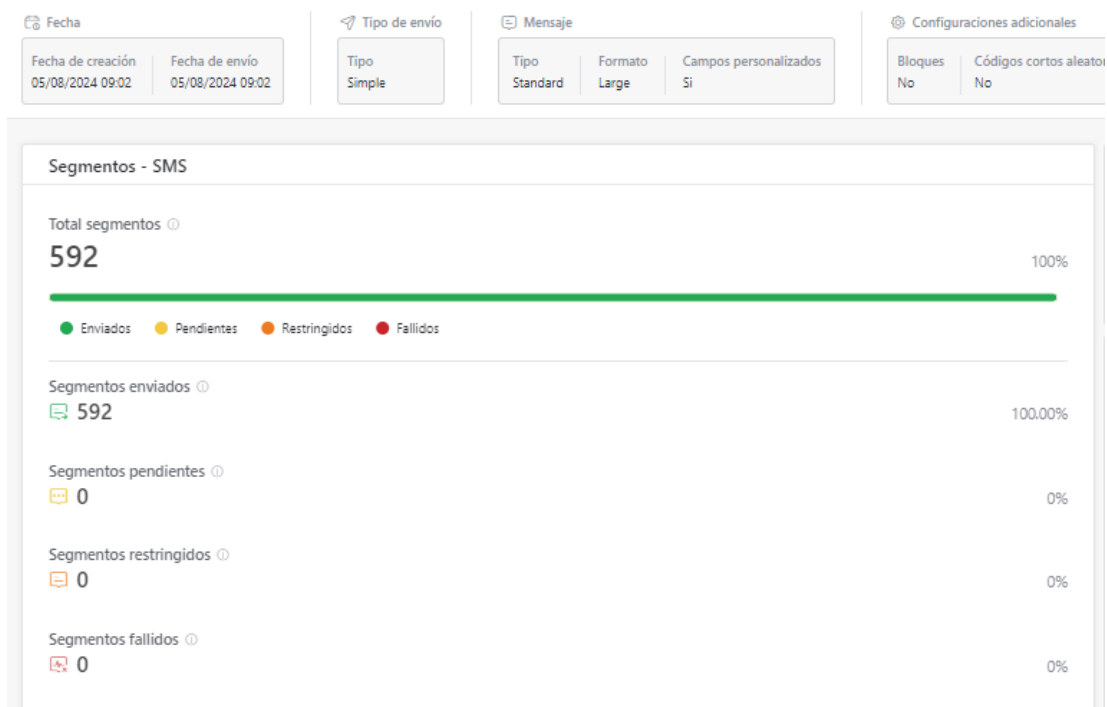 Fecha
Tipo de envío
Mensaje
Configuraciones adicionales
Fecha de creación Fecha de envío
05/08/2024 09:02 05/08/2024 09:02
Tipo
Simple
Tipo Formato Campos personalizados
Standard Large Si
Bloques Códigos cortos aleator
No No
Segmentos - SMS
Total segmentos
592
100%
Enviados Pendientes Restringidos Fallidos
Segmentos enviados
592 100.00%
Segmentos pendientes
0 0%
Segmentos restringidos
0 0%
Segmentos fallidos
0 0%